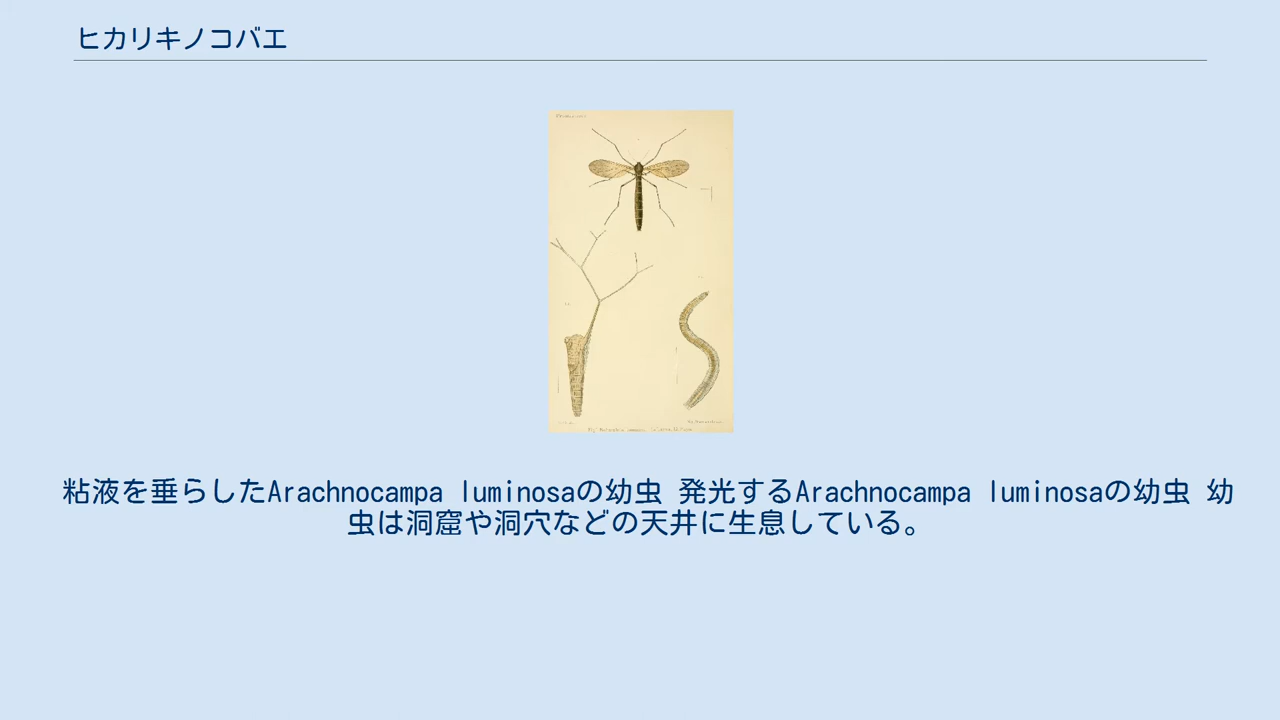 ヒカリキノコバエ
粘液を垂らしたArachnocampa luminosaの幼虫 発光するArachnocampa luminosaの幼虫 幼
虫は洞窟や洞穴などの天井に生息している。